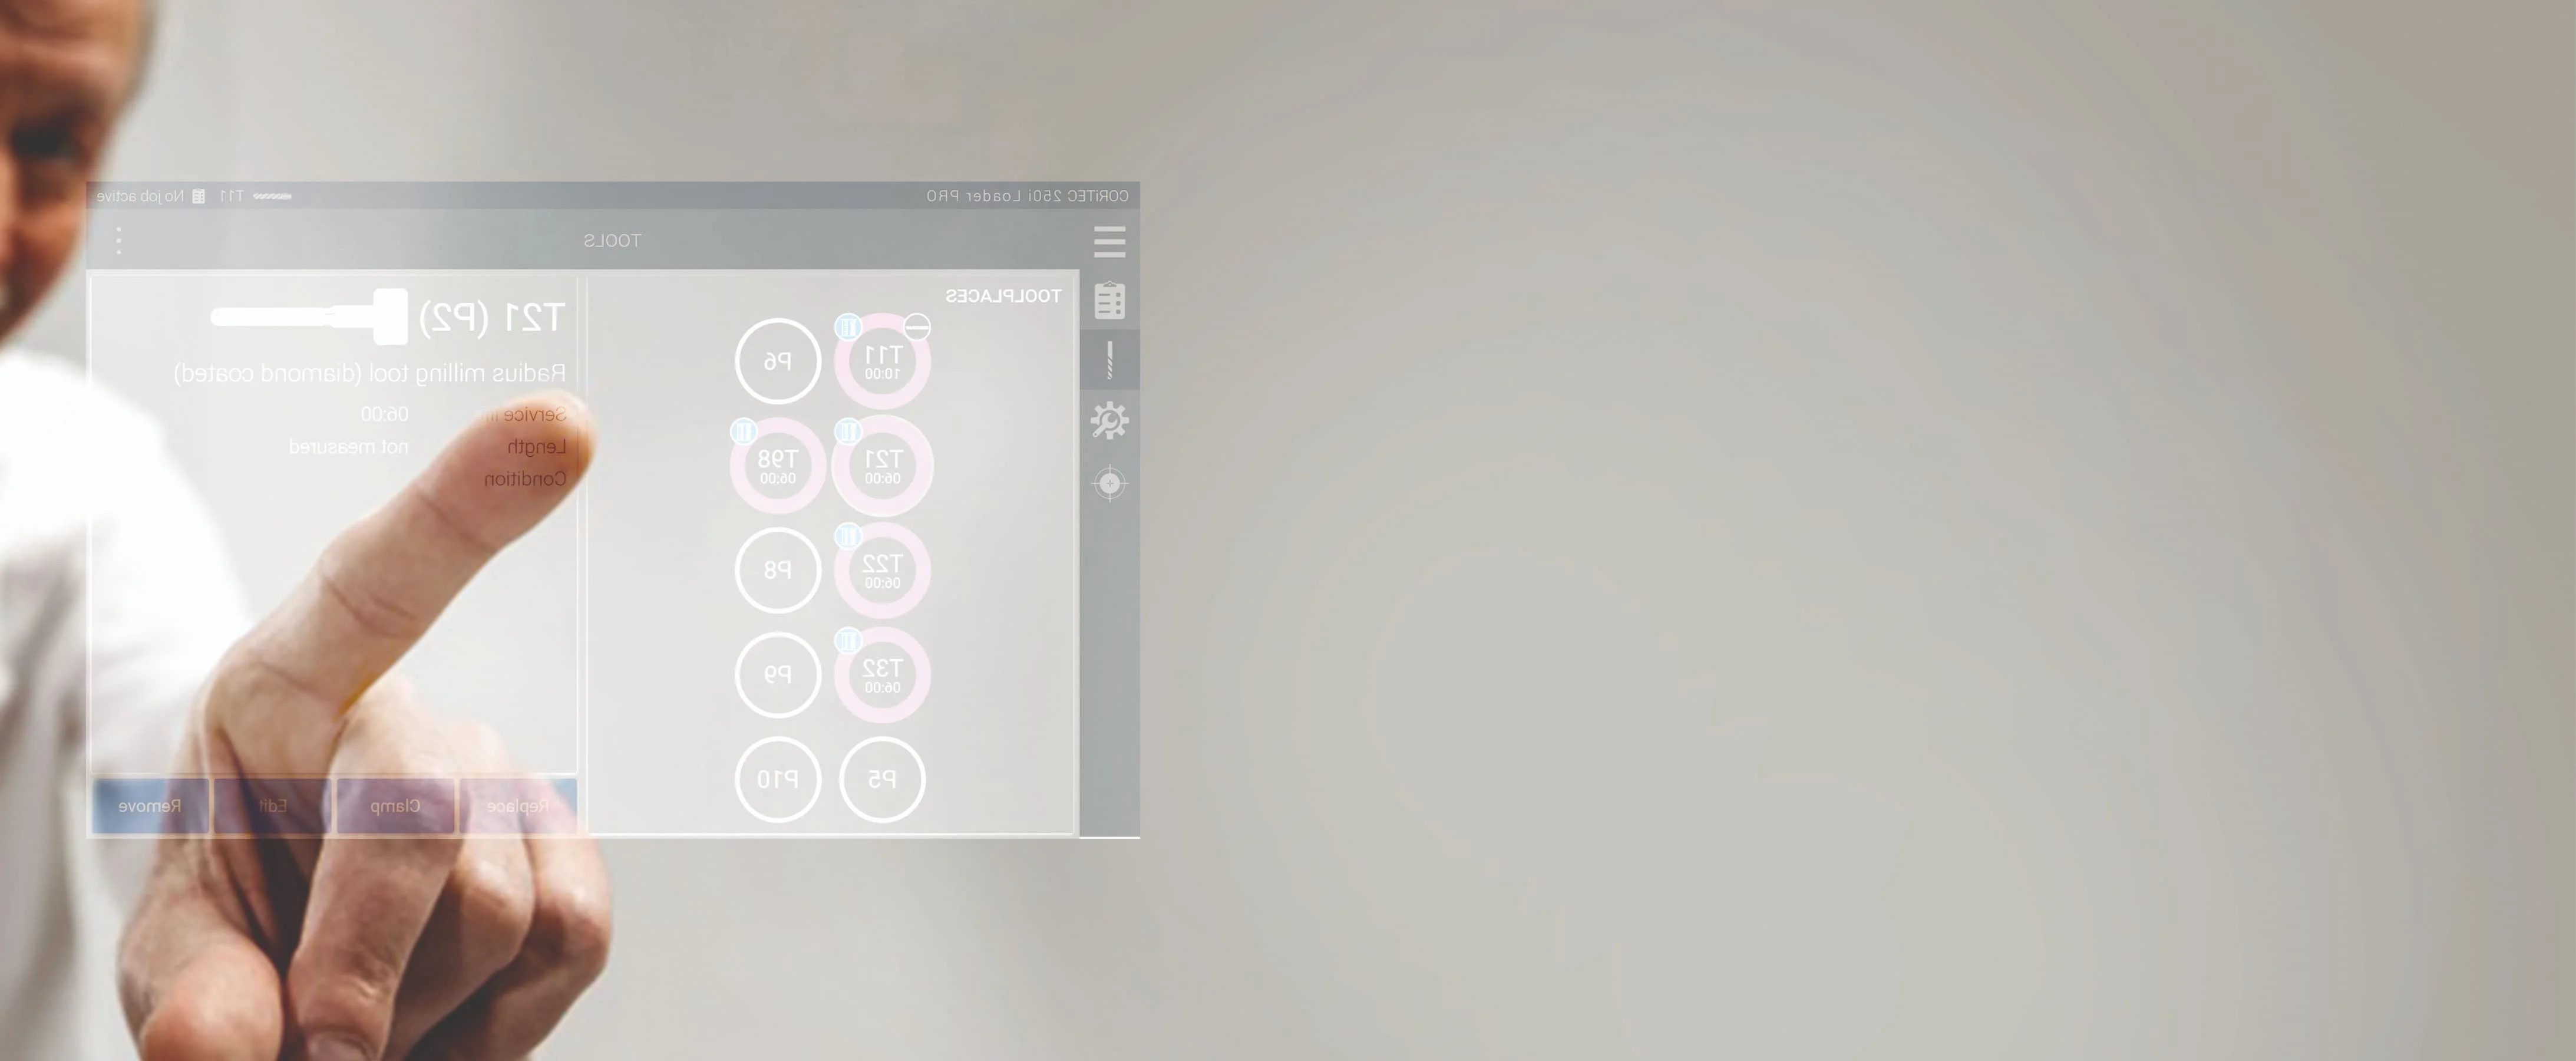 CORiTEC 250i Loader PRO
T11 No job active
TOOLS
TOOLPLACES
T11
10:00
P6
T21
06:00
T98
06:00
T22
06:00
P8
T32
06:00
P9
P5
P10
T21 (P2)
Radius milling tool (diamond coated)
Service in 06:00
Length not measured
Condition
Replace Clamp Edit Remove